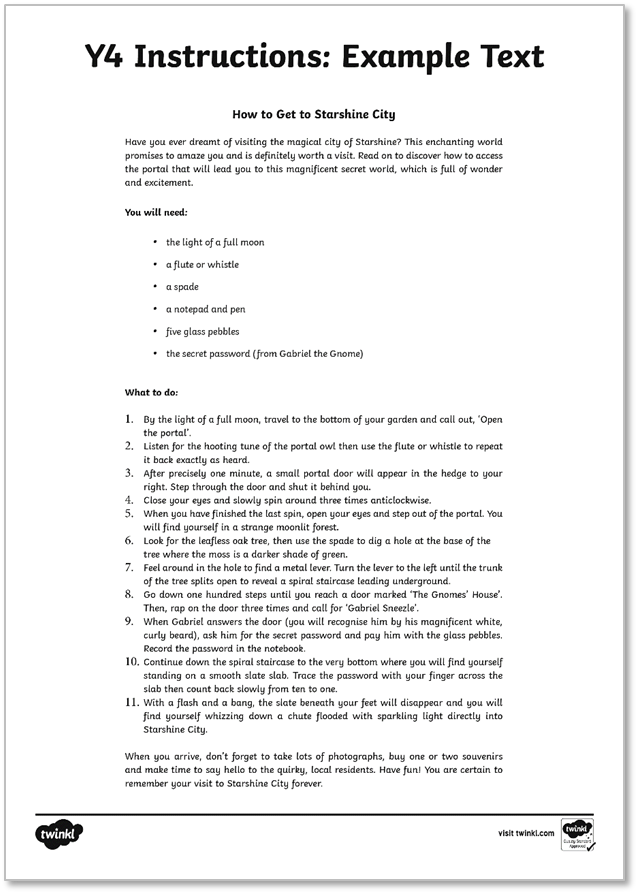 Y4 Instructions: Example Text
How to Get to Starshine City
Have you ever dreamt of visiting the magical city of Starshine? This enchanting world
promises to amaze you and is definitely worth a visit. Read on to discover how to access
the portal that will lead you to this magnificent secret world, which is full of wonder
and excitement.
You will need:
• the light of a full moon
• a flute or whistle
• a spade
• a notepad and pen
• five glass pebbles
• the secret password (from Gabriel the Gnome)
What to do:
1. By the light of a full moon, travel to the bottom of your garden and call out, ‘Open
the portal’.
2. Listen for the hooting tune of the portal owl then use the flute or whistle to repeat
it back exactly as heard.
3. After precisely one minute, a small portal door will appear in the hedge to your
right. Step through the door and shut it behind you.
4. Close your eyes and slowly spin around three times anticlockwise.
5. When you have finished the last spin, open your eyes and step out of the portal. You
will find yourself in a strange moonlit forest.
6. Look for the leafless oak tree, then use the spade to dig a hole at the base of the
tree where the moss is a darker shade of green.
7. Feel around in the hole to find a metal lever. Turn the lever to the left until the trunk
of the tree splits open to reveal a spiral staircase leading underground.
8. Go down one hundred steps until you reach a door marked ‘The Gnomes’ House’.
Then, rap on the door three times and call for ‘Gabriel Sneezle’.
9. When Gabriel answers the door (you will recognise him by his magnificent white,
curly beard), ask him for the secret password and pay him with the glass pebbles.
Record the password in the notebook.
10. Continue down the spiral staircase to the very bottom where you will find yourself
standing on a smooth slate slab. Trace the password with your finger across the
slab then count back slowly from ten to one.
11. With a flash and a bang, the slate beneath your feet will disappear and you will
find yourself whizzing down a chute flooded with sparkling light directly into
Starshine City.
When you arrive, don’t forget to take lots of photographs, buy one or two souvenirs
and make time to say hello to the quirky, local residents. Have fun! You are certain to
remember your visit to Starshine City forever.
twinkl
visit twinkl.com
twinkl
Quality Standard
Approved